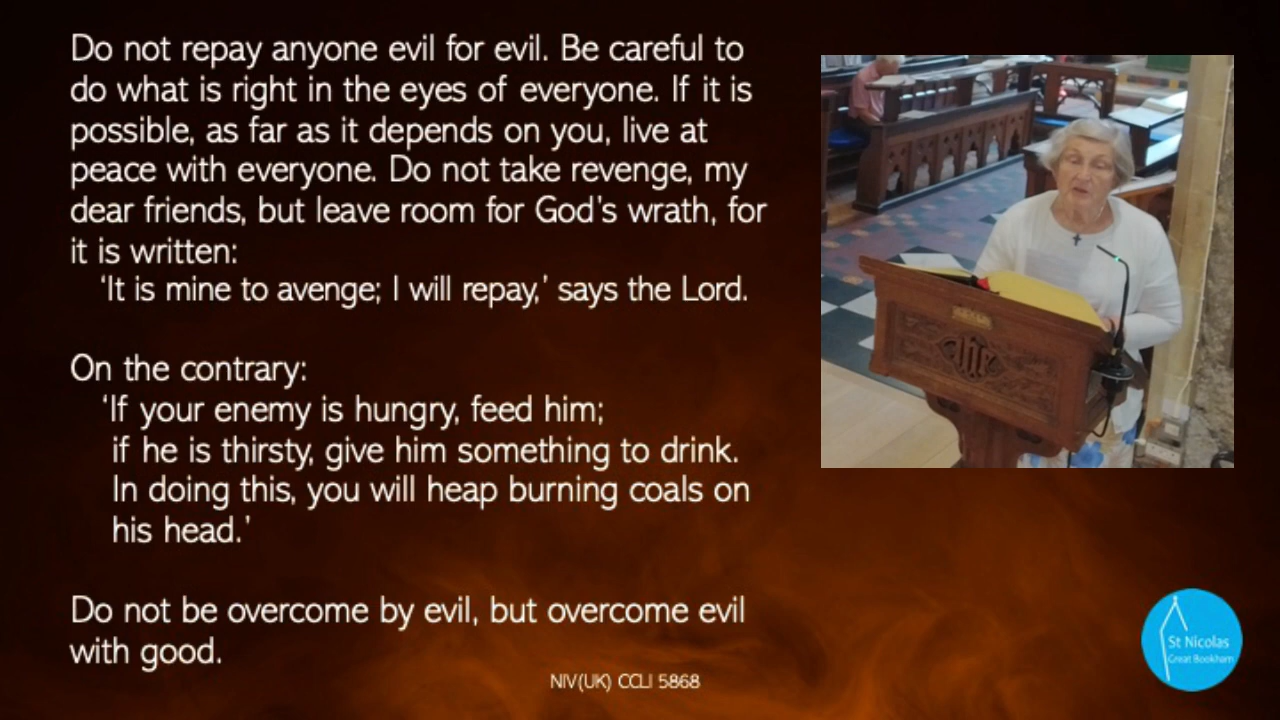 Do not repay anyone evil for evil. Be careful to
do what is right in the eyes of everyone. If it is
possible, as far as it depends on you, live at
peace with everyone. Do not take revenge, my
dear friends, but leave room for God's wrath, for
it is written:
‘It is mine to avenge; I will repay,’ says the Lord.
On the contrary:
‘If your enemy is hungry, feed him;
if he is thirsty, give him something to drink.
In doing this, you will heap burning coals on
his head.’
Do not be overcome by evil, but overcome evil
with good.
NIV(UK) CCLI 5868
IHS
St Nicolas
Great Bookham